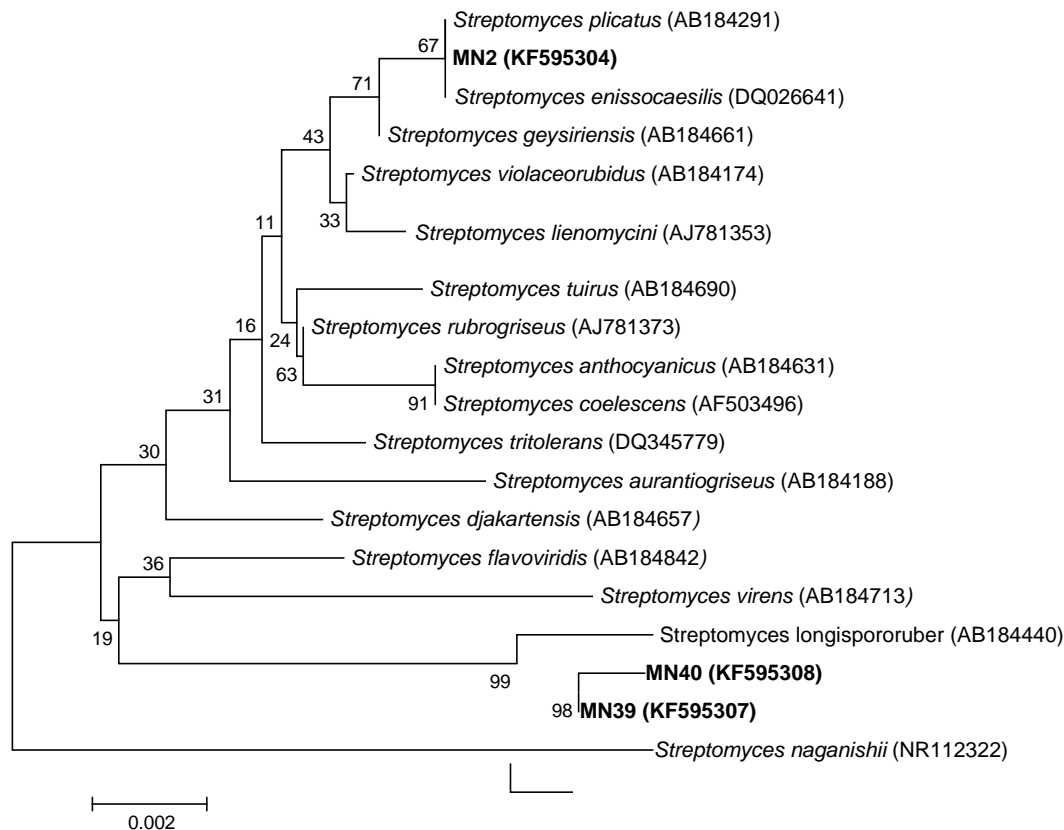 Streptomyces plicatus (AB184291)
67
MN2 (KF595304)
Streptomyces enissocaesilis (DQ026641)
71
Streptomyces geysiriensis (AB184661)
43
Streptomyces violaceorubidus (AB184174)
33
Streptomyces lienomycini (AJ781353)
11
Streptomyces tuirus (AB184690)
16
Streptomyces rubrogriseus (AJ781373)
24
Streptomyces anthocyanicus (AB184631)
63
31
91
Streptomyces coelescens (AF503496)
Streptomyces tritolerans (DQ345779)
30
Streptomyces aurantiogriseus (AB184188)
Streptomyces djakartensis (AB184657)
Streptomyces flavoviridis (AB184842)
36
Streptomyces virens (AB184713)
19
Streptomyces longispororuber (AB184440)
99
MN40 (KF595308)
98
MN39 (KF595307)
Streptomyces naganishii (NR112322)
0.002